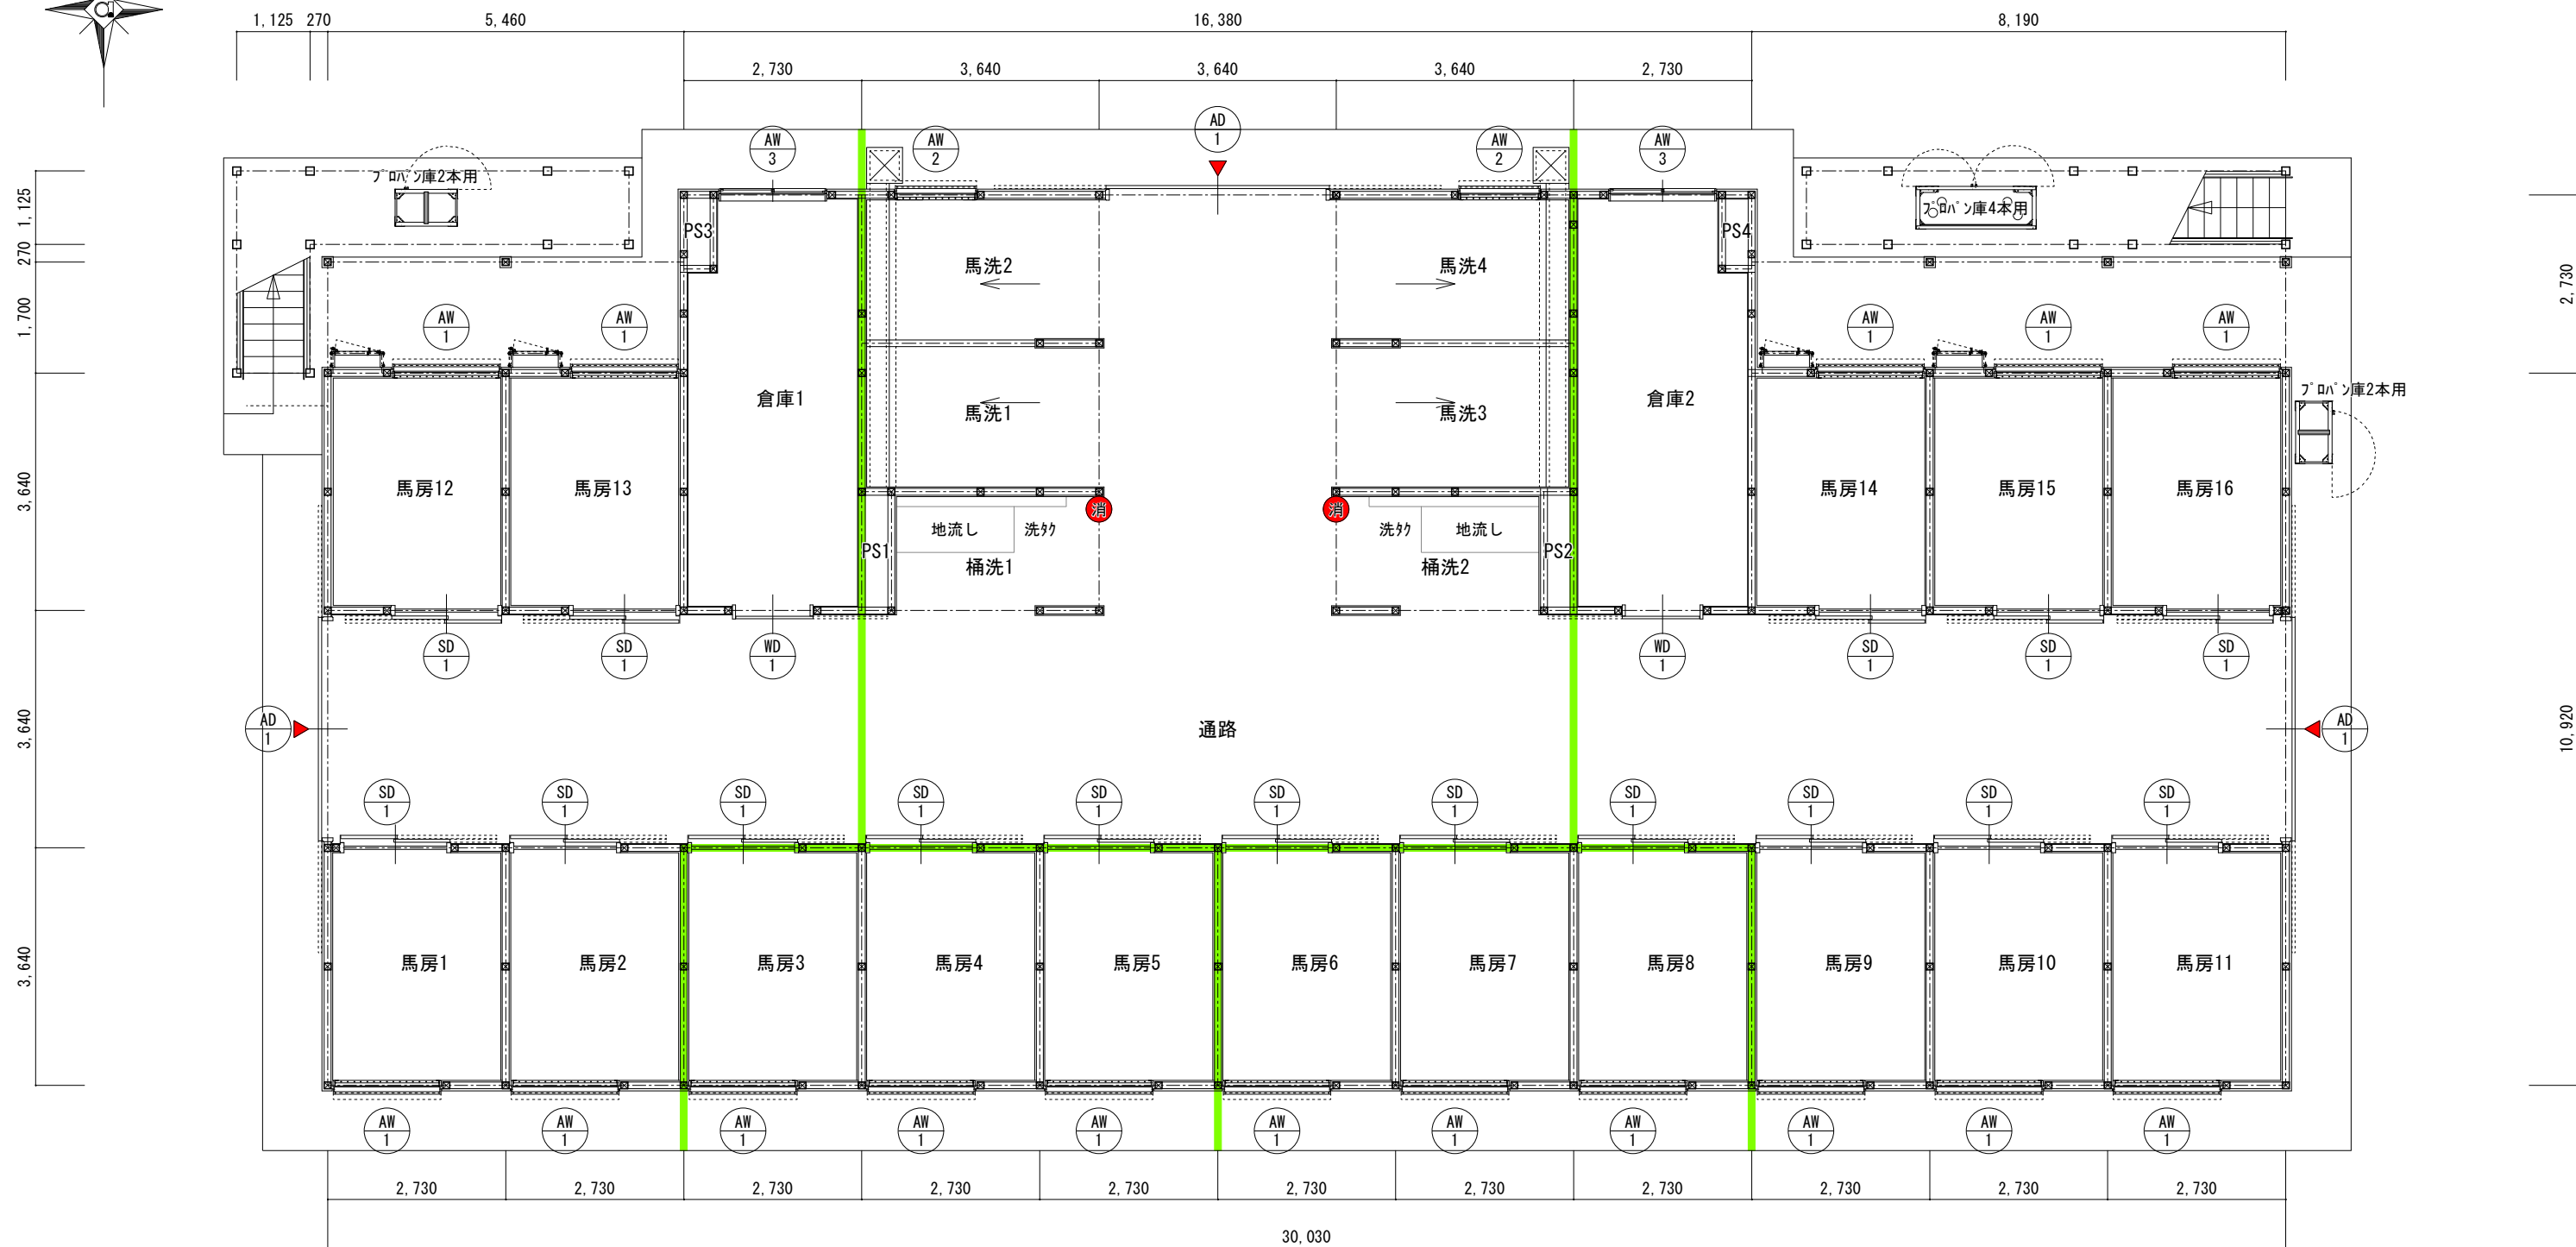 1,125 270 5,460 16,380 8,190
2,730 3,640 3,640 3,640 2,730
AD
1
AW
3
AW
2
AW
2
AW
3
ﾌﾟﾛﾊﾟﾝ庫2本用
ﾌﾟﾛﾊﾟﾝ庫4本用
1,125
270
1,700
3,640
3,640
3,640
2,730
10,920
PS3
PS4
馬洗2
馬洗4
AW
1
AW
1
AW
1
AW
1
AW
1
ﾌﾟﾛﾊﾟﾝ庫2本用
倉庫1
馬洗1
馬洗3
倉庫2
馬房12
馬房13
馬房14
馬房15
馬房16
消
消
地流し
洗ﾀｸ
洗ﾀｸ
地流し
PS1
PS2
桶洗1
桶洗2
SD
1
SD
1
WD
1
WD
1
SD
1
SD
1
SD
1
AD
1
通路
AD
1
SD
1
SD
1
SD
1
SD
1
SD
1
SD
1
SD
1
SD
1
SD
1
SD
1
SD
1
馬房1
馬房2
馬房3
馬房4
馬房5
馬房6
馬房7
馬房8
馬房9
馬房10
馬房11
AW
1
AW
1
AW
1
AW
1
AW
1
AW
1
AW
1
AW
1
AW
1
AW
1
AW
1
2,730 2,730 2,730 2,730 2,730 2,730 2,730 2,730 2,730 2,730 2,730
30,030